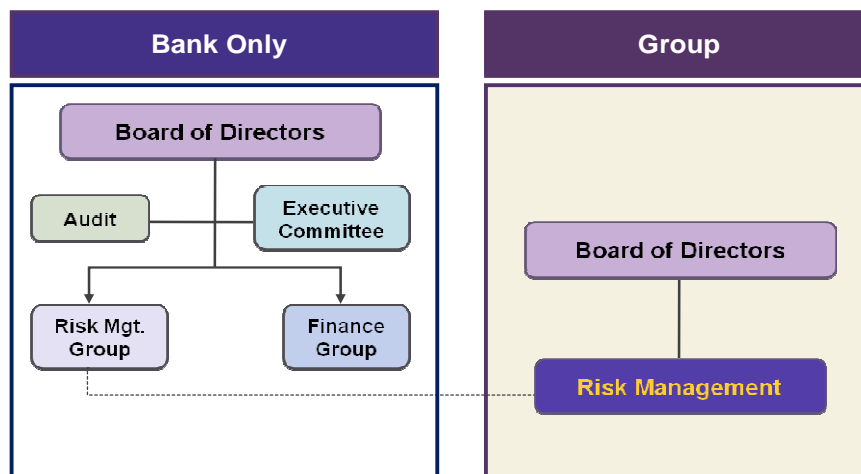 Bank Only
Group
Board of Directors
Audit
Executive
Committee
Risk Mgt.
Group
Finance
Group
Board of Directors
Risk Management